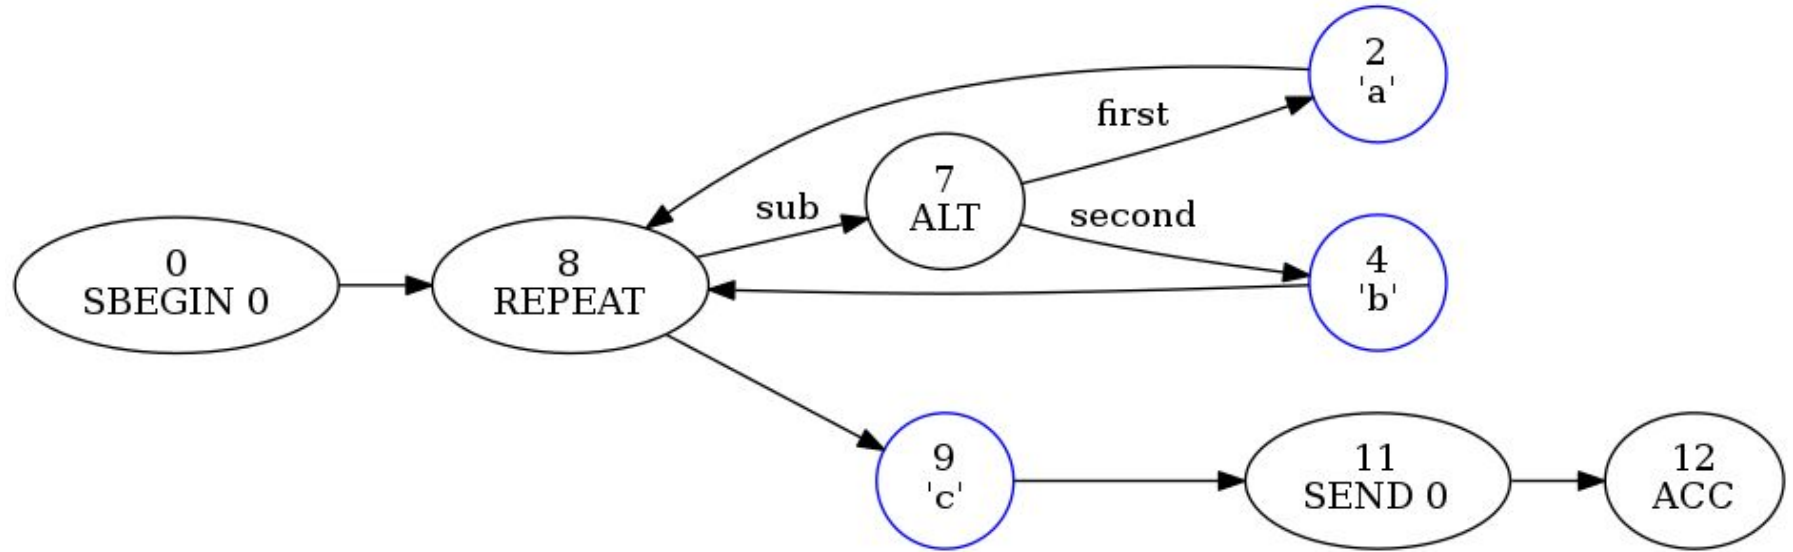 2
'a'
first
7
ALT
sub
second
0
SBEGIN 0
8
REPEAT
4
'b'
9
'c'
11
SEND 0
12
ACC